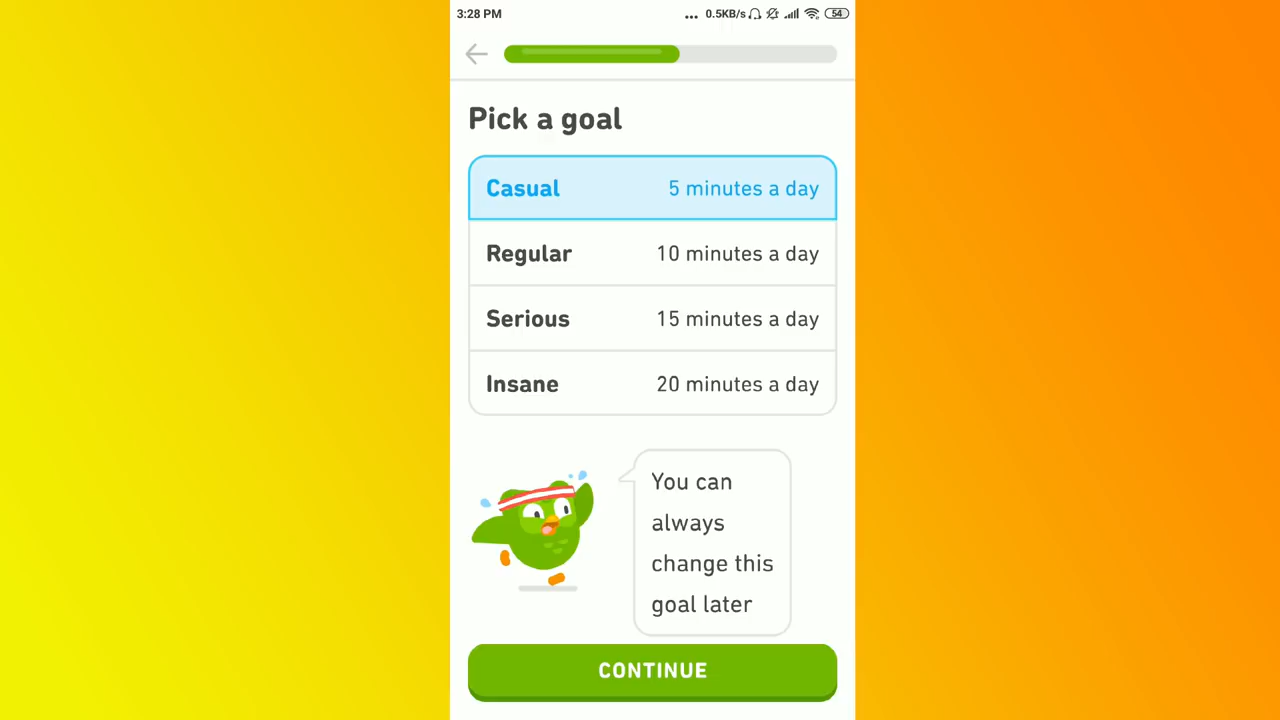 3:28 PM ... 0.5KB/s 54
Pick a goal
Casual 5 minutes a day
Regular 10 minutes a day
Serious 15 minutes a day
Insane 20 minutes a day
You can
always
change this
goal later
CONTINUE